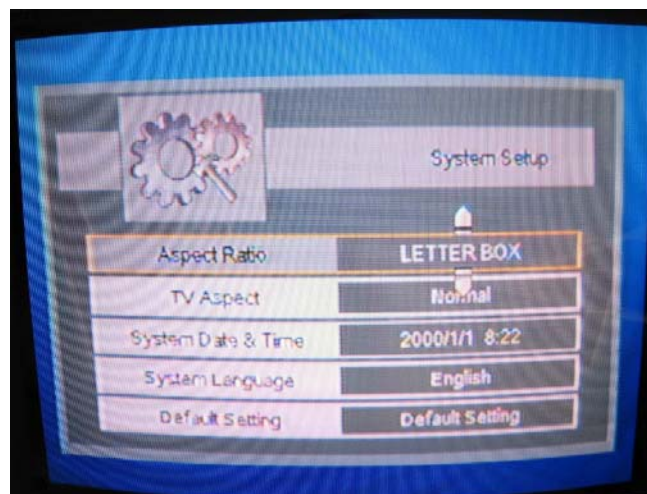 System Setup
Aspect Ratio LETTER BOX
TV Aspect Normal
System Date & Time 2000/1/1 8:22
System Language English
Default Setting Default Setting